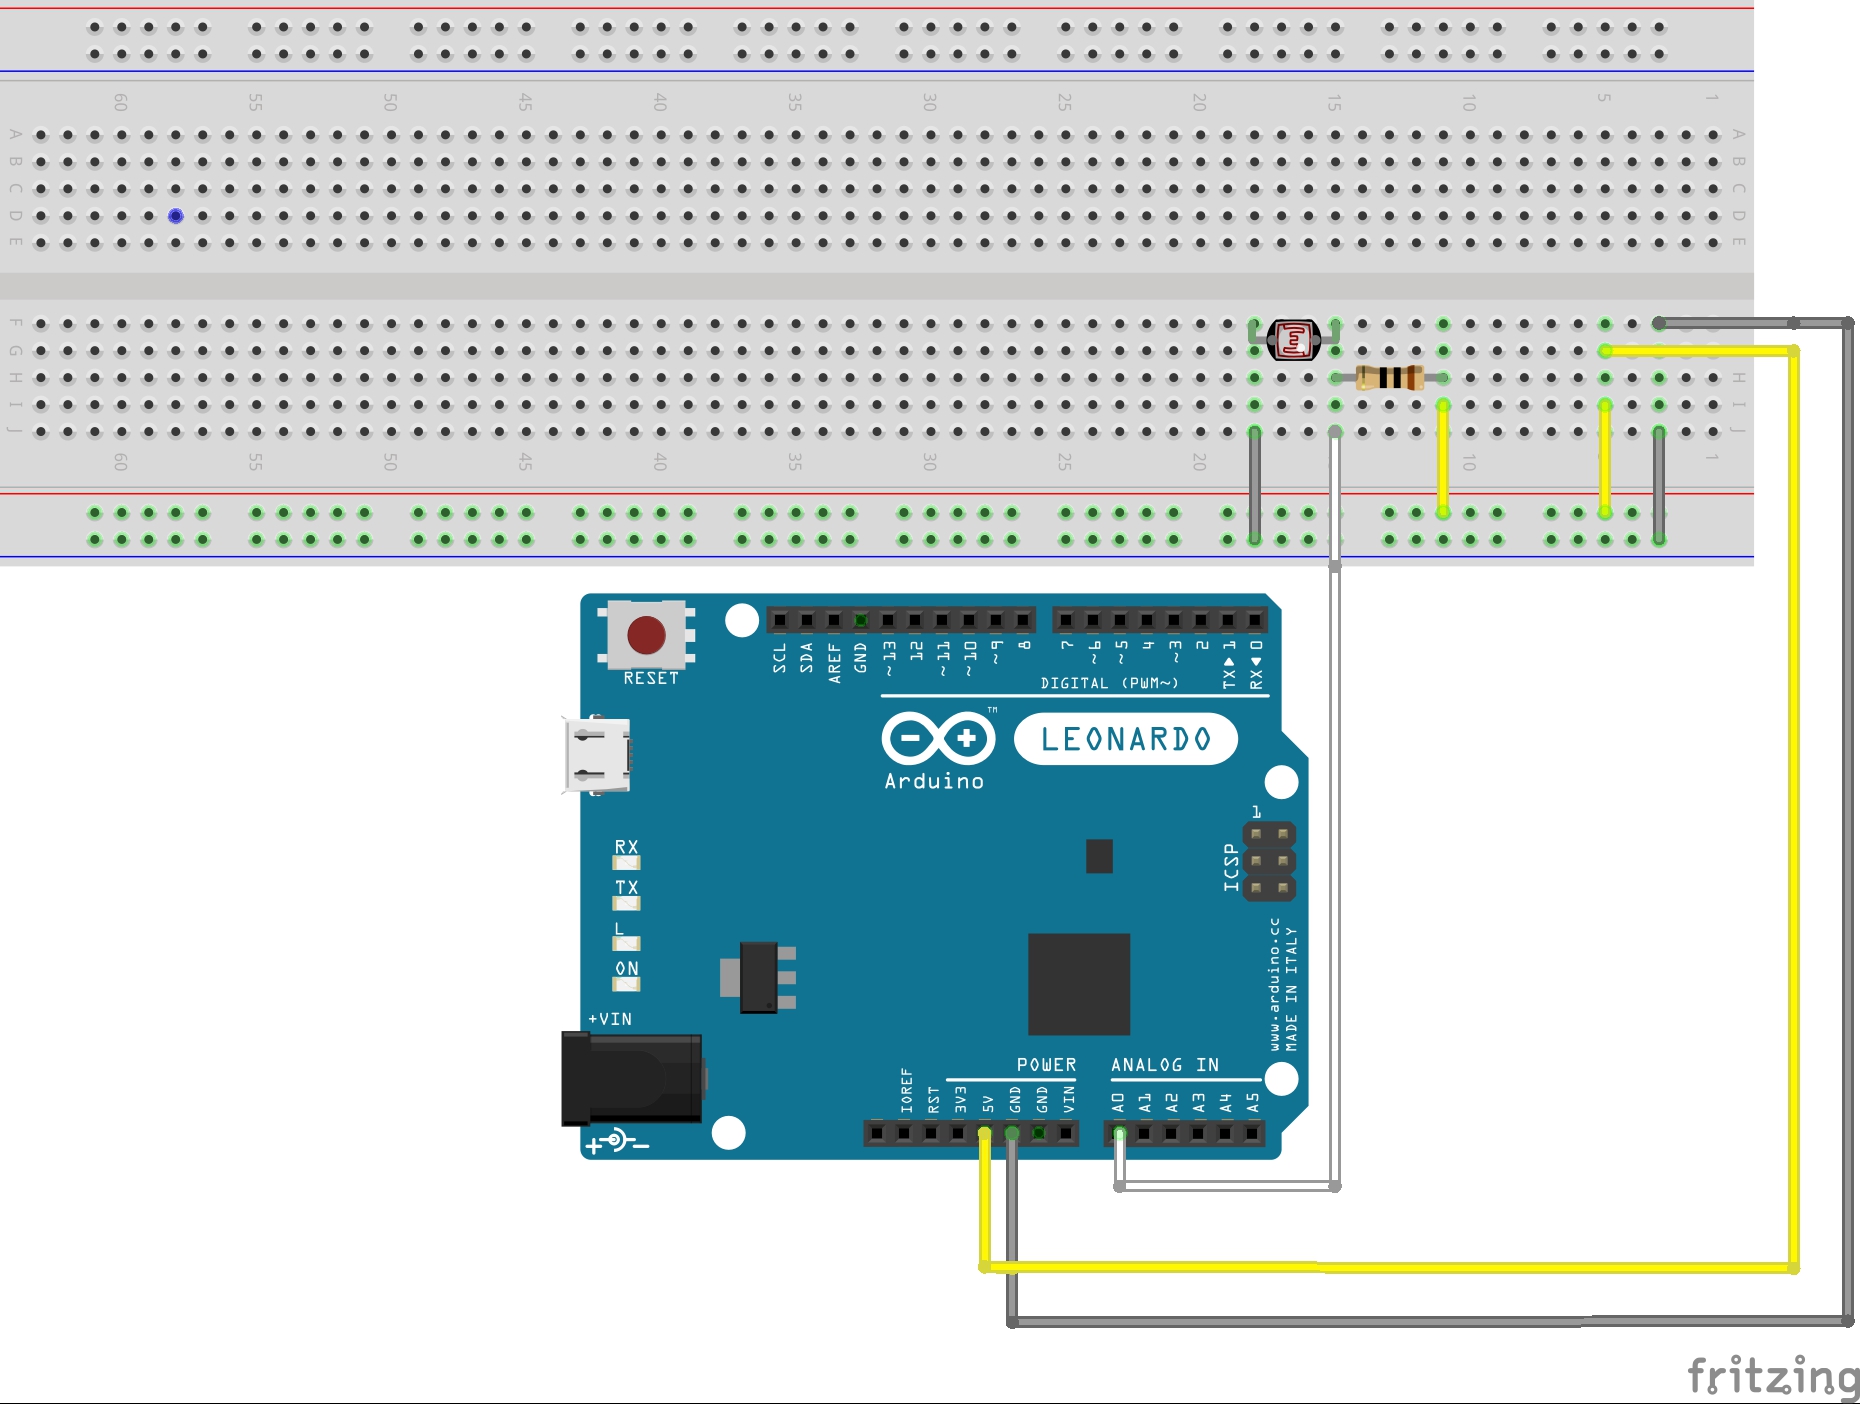 60 55 50 45 40 35 30 25 20 15 10 5 1
A A
B B
C C
D D
E E
F
G
H H
I I
J J
60 55 50 45 40 35 30 25 20 10 1
RESET
SCL SDA AREF GND ~13 12 ~11 ~10 ~9 8 7 ~6 ~5 4 ~3 2 TX▶1 RX◀0
DIGITAL (PWM~)
TM
LEONARDO
Arduino
1
ICSP
RX
TX
L
ON
+VIN
www.arduino.cc
MADE IN ITALY
POWER ANALOG IN
IOREF RST 3V3 5V GND GND VIN A0 A1 A2 A3 A4 A5
fritzing